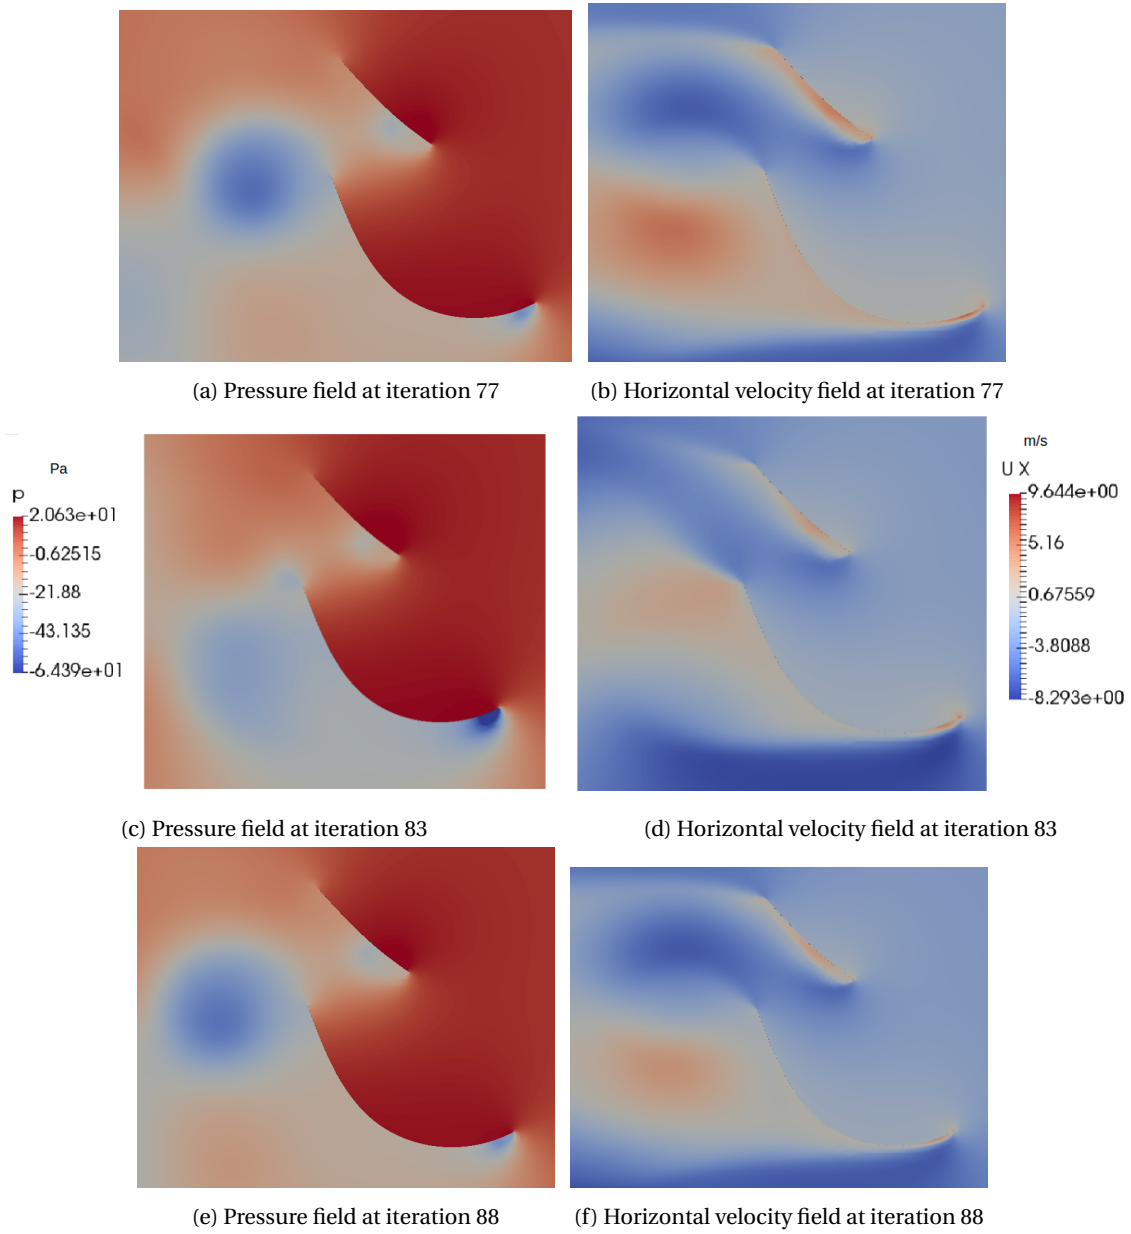 (a) Pressure field at iteration 77
(b) Horizontal velocity field at iteration 77
Pa
p
2.063e+01
-0.62515
-21.88
-43.135
-6.439e+01
m/s
U X
9.644e+00
5.16
0.67559
-3.8088
-8.293e+00
(c) Pressure field at iteration 83
(d) Horizontal velocity field at iteration 83
(e) Pressure field at iteration 88
(f) Horizontal velocity field at iteration 88